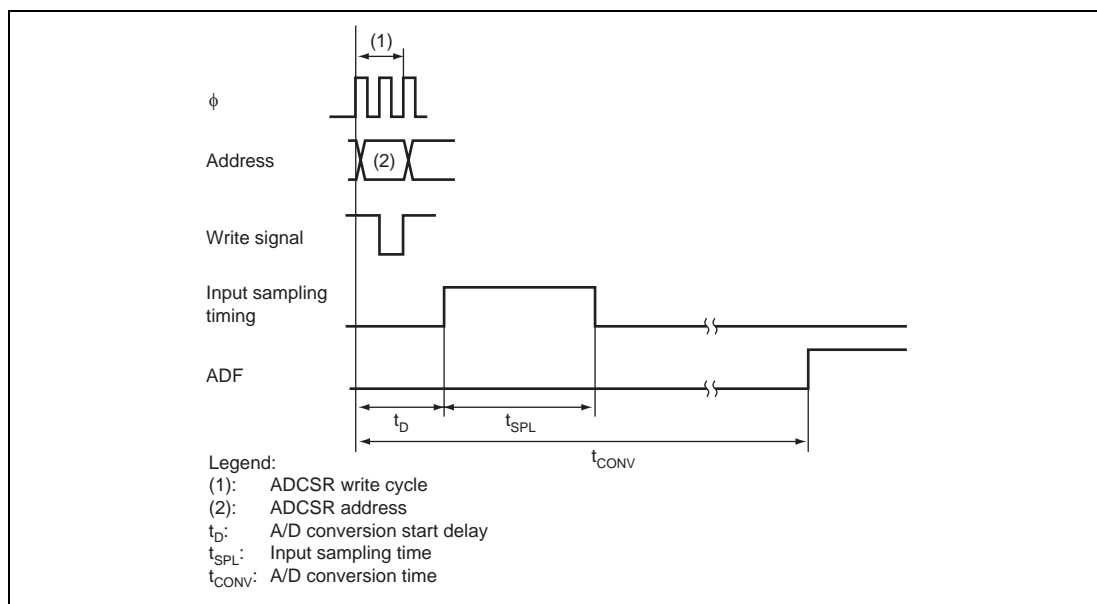 (1)
φ
Address
(2)
Write signal
Input sampling
timing
ADF
t_D
t_SPL
t_CONV
Legend:
(1): ADCSR write cycle
(2): ADCSR address
t_D: A/D conversion start delay
t_SPL: Input sampling time
t_CONV: A/D conversion time